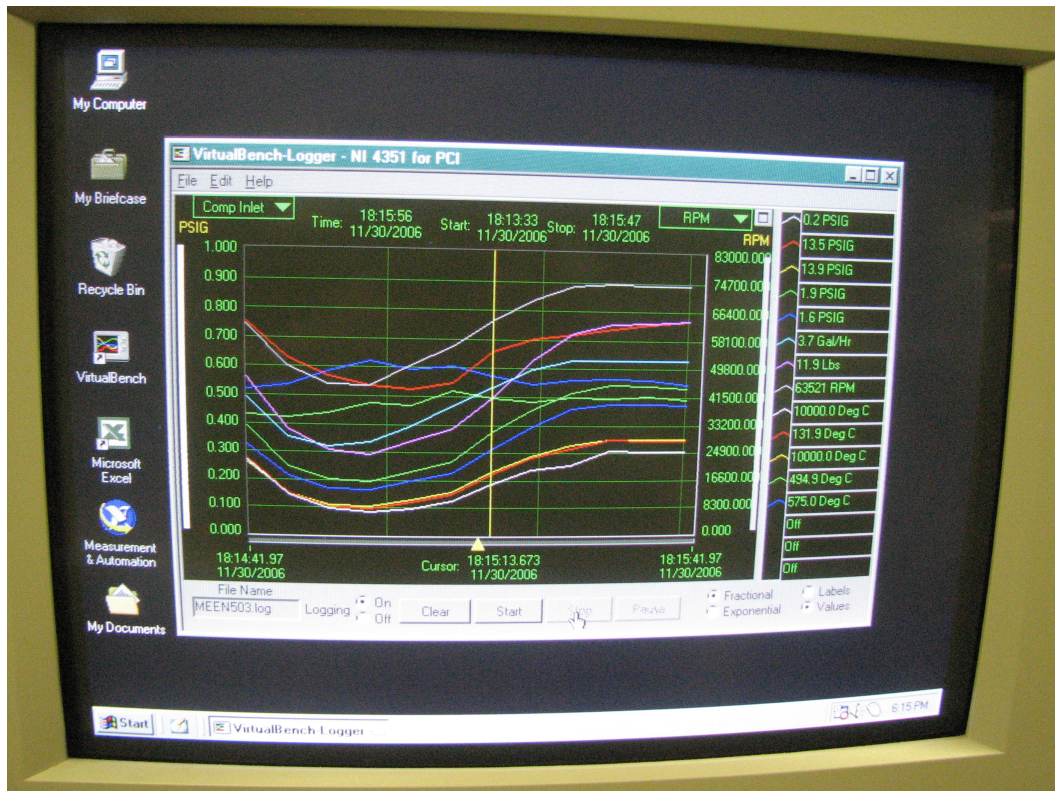 My Computer
My Briefcase
Recycle Bin
VirtualBench
Microsoft
Excel
Measurement
& Automation
My Documents
VirtualBench-Logger - NI 4351 for PCI
File Edit Help
Comp Inlet
Time: 18:15:56
11/30/2006
Start: 18:13:33
11/30/2006
Stop: 18:15:47
11/30/2006
RPM
PSIG
RPM
1.000
0.900
0.800
0.700
0.600
0.500
0.400
0.300
0.200
0.100
0.000
83000.000
74700.00
66400.00
58100.00
49800.00
41500.00
33200.00
24900.00
16600.00
8300.000
0.000
0.2 PSIG
13.5 PSIG
13.9 PSIG
1.9 PSIG
1.6 PSIG
3.7 Gal/Hr
11.9 Lbs
63521 RPM
10000.0 Deg C
131.9 Deg C
10000.0 Deg C
494.9 Deg C
575.0 Deg C
Off
Off
Off
18:14:41.97
11/30/2006
Cursor: 18:15:13.673
11/30/2006
18:15:41.97
11/30/2006
File Name
MEEN503.log
Logging
On
Off
Clear
Start
Stop
Pause
Fractional
Exponential
Labels
Values
Start
VirtualBench-Logger - ...
6:15 PM